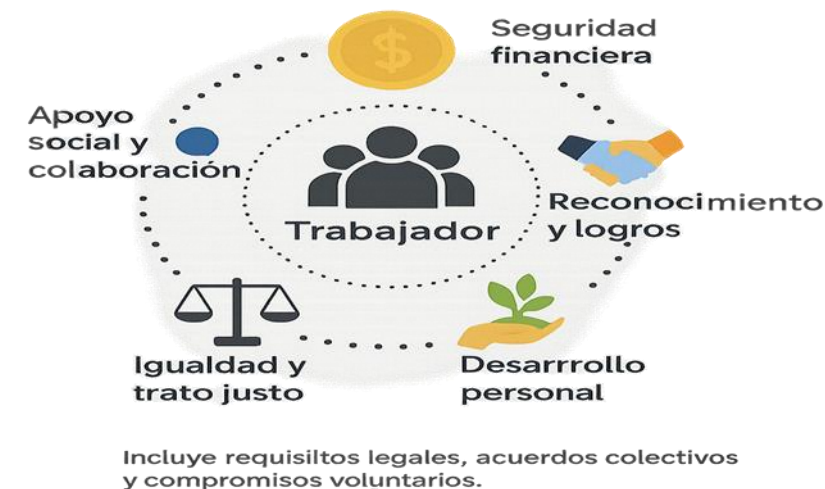 Seguridad
financiera
Apoyo
social y
colaboración
Trabajador
Reconocimiento
y logros
Igualdad y
trato justo
Desarrrollo
personal
Incluye requisiltos legales, acuerdos colectivos
y compromisos voluntarios.